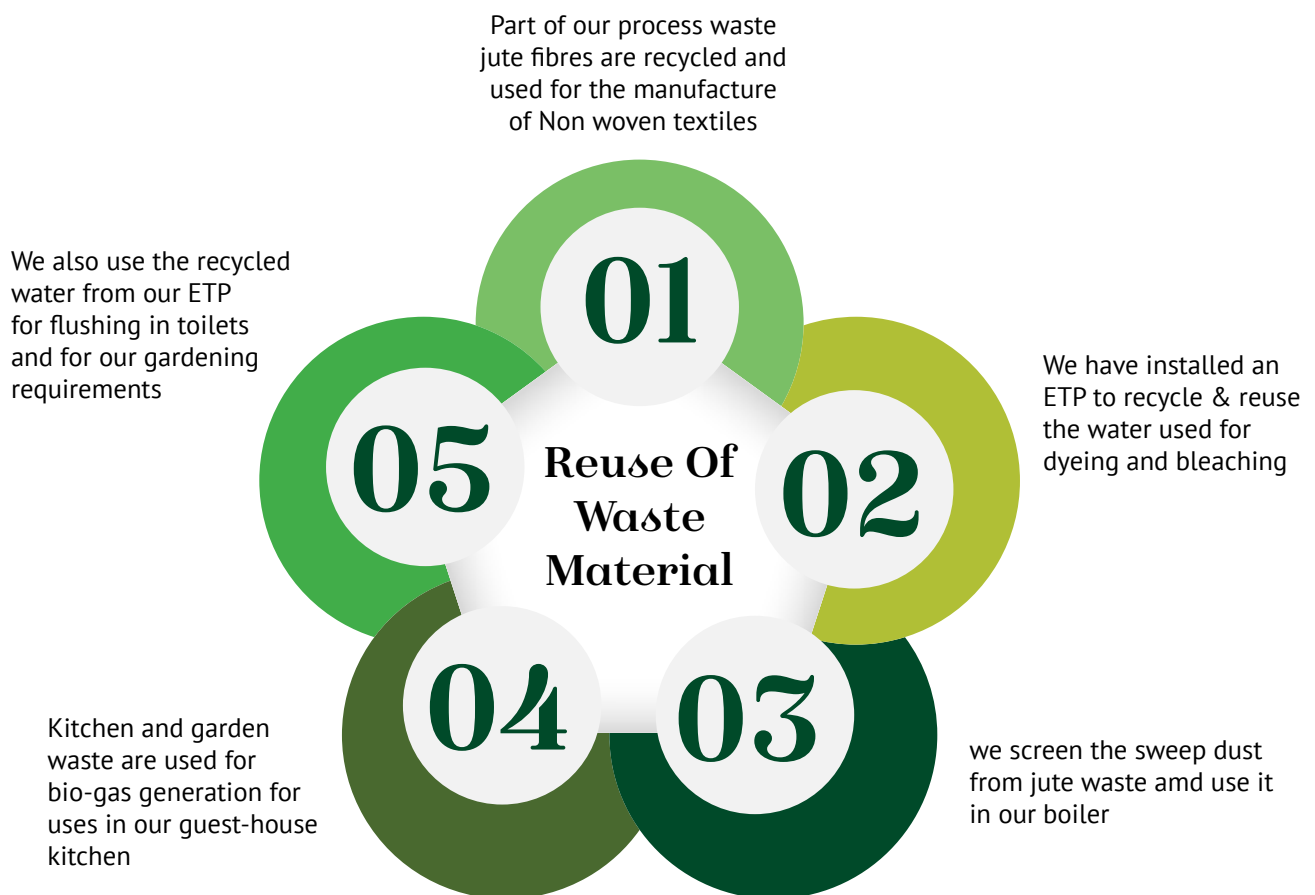 Part of our process waste
jute fibres are recycled and
used for the manufacture
of Non woven textiles
01
We have installed an
ETP to recycle & reuse
the water used for
dyeing and bleaching
02
we screen the sweep dust
from jute waste amd use it
in our boiler
03
Kitchen and garden
waste are used for
bio-gas generation for
uses in our guest-house
kitchen
04
We also use the recycled
water from our ETP
for flushing in toilets
and for our gardening
requirements
05
Reuse Of
Waste
Material